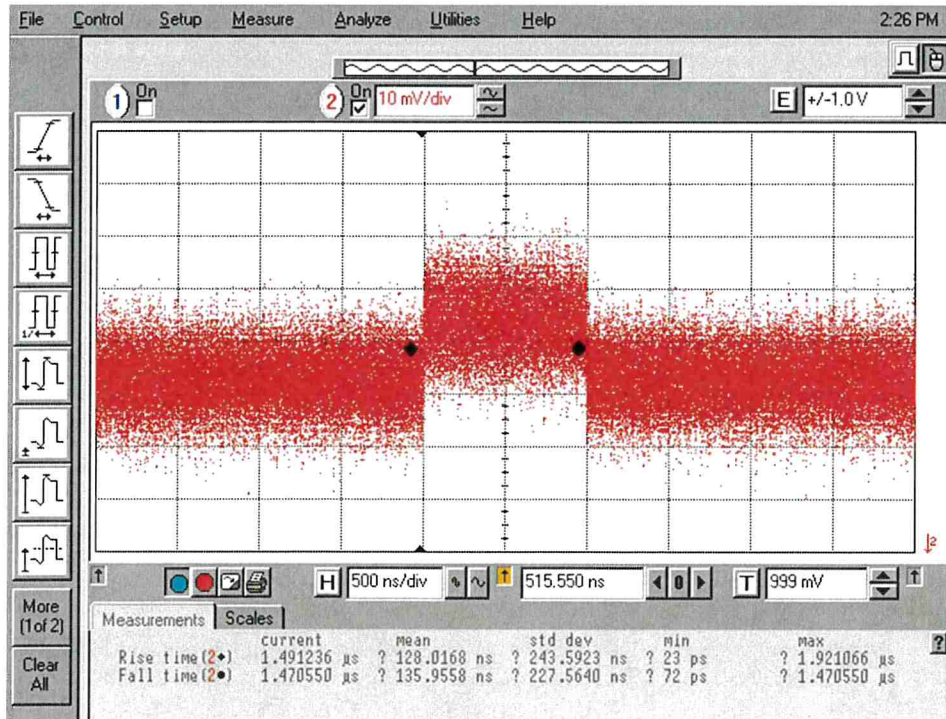 File Control Setup Measure Analyze Utilities Help 2:26 PM
1 On 2 On 10 mV/div E +/-1.0 V
2
H 500 ns/div 515.550 ns 0 T 999 mV
More
(1 of 2)
Clear
All
Measurements Scales
current mean std dev min max ?
Rise time(2◆) 1.491236 µs ? 128.0168 ns ? 243.5923 ns ? 23 ps ? 1.921066 µs
Fall time(2●) 1.470550 µs ? 135.9558 ns ? 227.5640 ns ? 72 ps ? 1.470550 µs